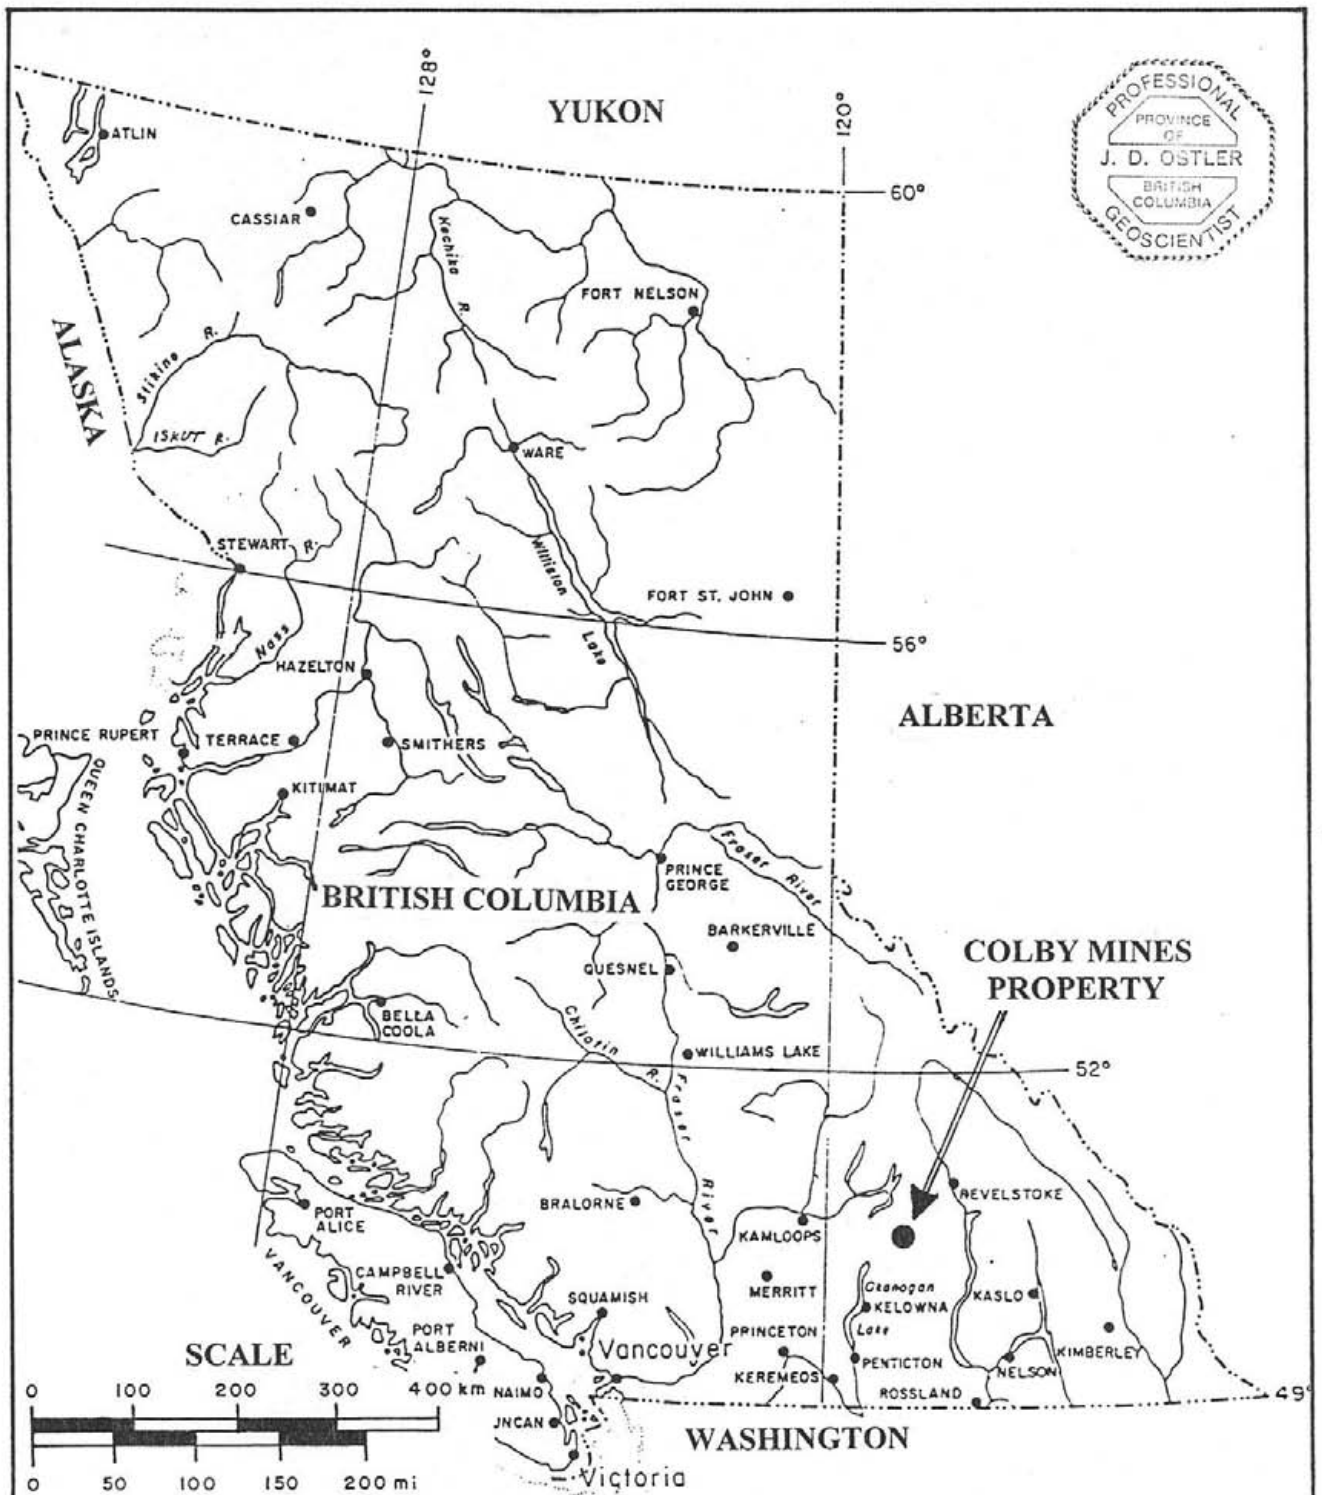 128°
YUKON
120°
60°
PROFESSIONAL
PROVINCE
OF
J. D. OSTLER
BRITISH
COLUMBIA
GEOSCIENTIST
ATLIN
CASSIAR
Kechika
R.
FORT NELSON
ALASKA
Stikine R.
ISKUT R.
WARE
STEWART
R.
Williston
Lake
FORT ST. JOHN
56°
Nass
HAZELTON
ALBERTA
PRINCE RUPERT
TERRACE
SMITHERS
KITIMAT
QUEEN CHARLOTTE ISLANDS
Fraser River
PRINCE
GEORGE
BRITISH COLUMBIA
BARKERVILLE
COLBY MINES
PROPERTY
QUESNEL
BELLA
COOLA
Chilotin
R.
WILLIAMS LAKE
52°
Fraser
River
REVELSTOKE
BRALORNE
PORT
ALICE
KAMLOOPS
VANCOUVER
CAMPBELL
RIVER
MERRITT
Okanogan
KELOWNA
Lake
KASLO
SQUAMISH
PORT
ALBERNI
PRINCETON
Vancouver
KIMBERLEY
SCALE
PENTICTON
NELSON
KEREMEOS
ROSSLAND
49°
0 100 200 300 400 km
NAIMO
JNCAN
WASHINGTON
Victoria
0 50 100 150 200 mi